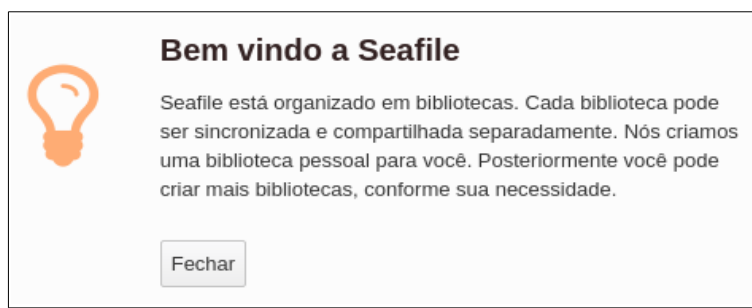 Bem vindo a Seafile
Seafile está organizado em bibliotecas. Cada biblioteca pode
ser sincronizada e compartilhada separadamente. Nós criamos
uma biblioteca pessoal para você. Posteriormente você pode
criar mais bibliotecas, conforme sua necessidade.
Fechar